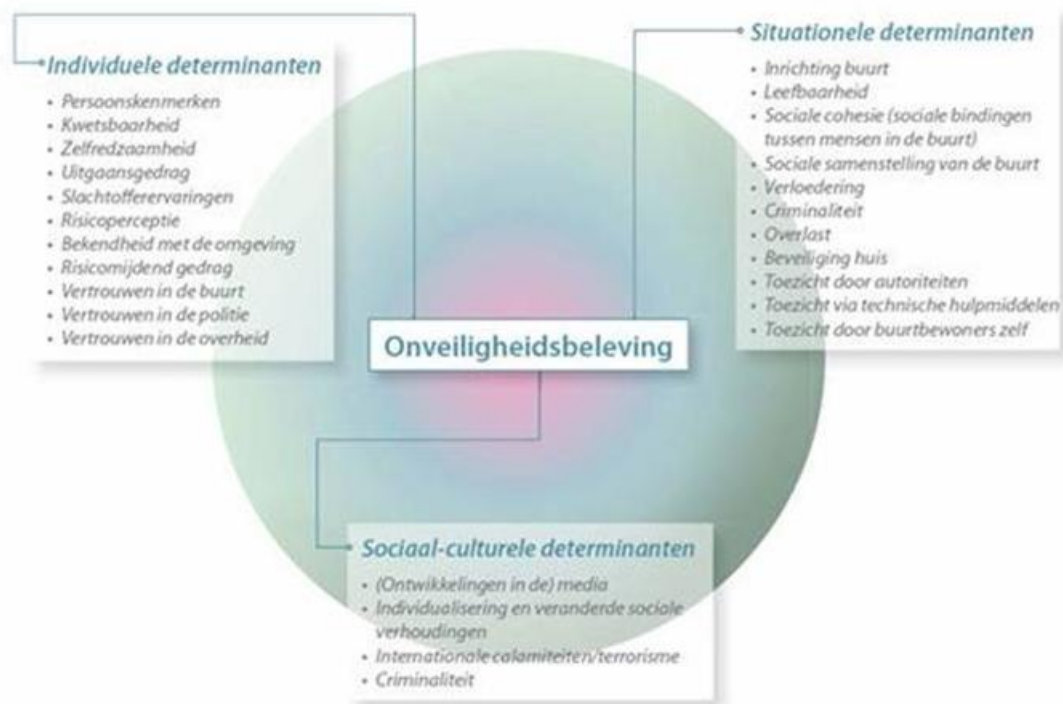 Individuele determinanten
• Persoonskenmerken
• Kwetsbaarheid
• Zelfredzaamheid
• Uitgaansgedrag
• Slachtofferervaringen
• Risicoperceptie
• Bekendheid met de omgeving
• Risicomijdend gedrag
• Vertrouwen in de buurt
• Vertrouwen in de politie
• Vertrouwen in de overheid
Situationele determinanten
• Inrichting buurt
• Leefbaarheid
• Sociale cohesie (sociale bindingen
tussen mensen in de buurt)
• Sociale samenstelling van de buurt
• Verloedering
• Criminaliteit
• Overlast
• Beveiliging huis
• Toezicht door autoriteiten
• Toezicht via technische hulpmiddelen
• Toezicht door buurtbewoners zelf
Onveiligheidsbeleving
Sociaal-culturele determinanten
• (Ontwikkelingen in de) media
• Individualisering en veranderde sociale
verhoudingen
• Internationale calamiteiten/terrorisme
• Criminaliteit